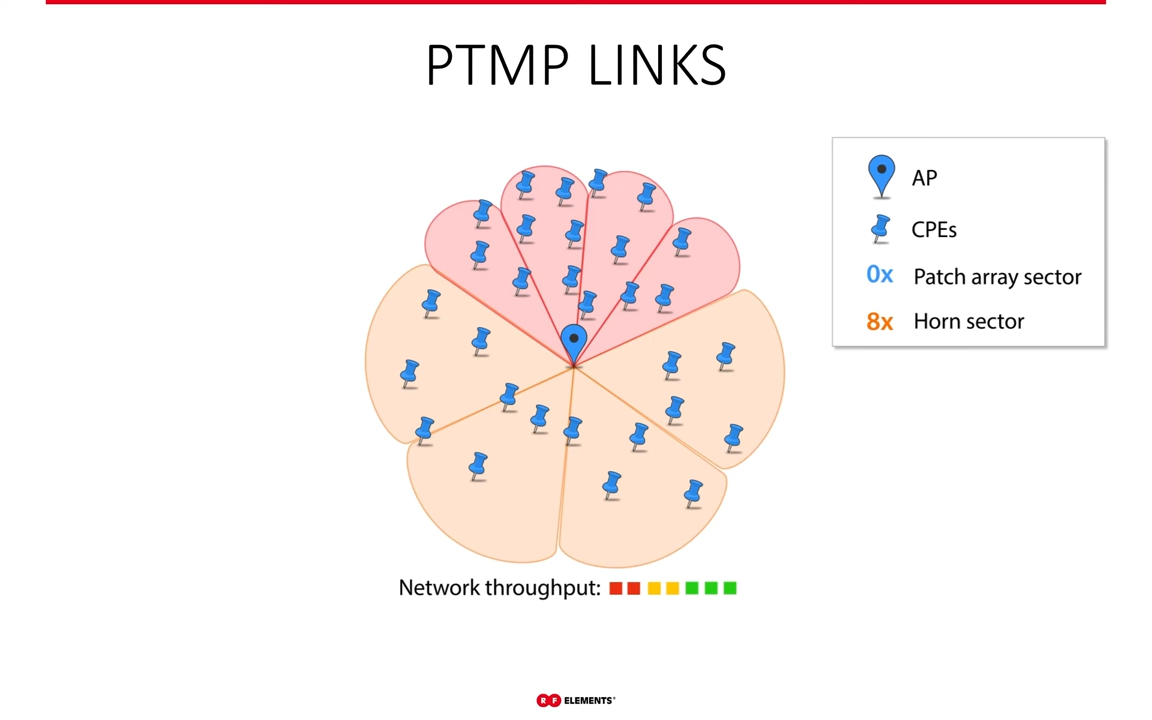 PTMP LINKS
AP
CPEs
0x Patch array sector
8x Horn sector
Network throughput:
RF ELEMENTS®